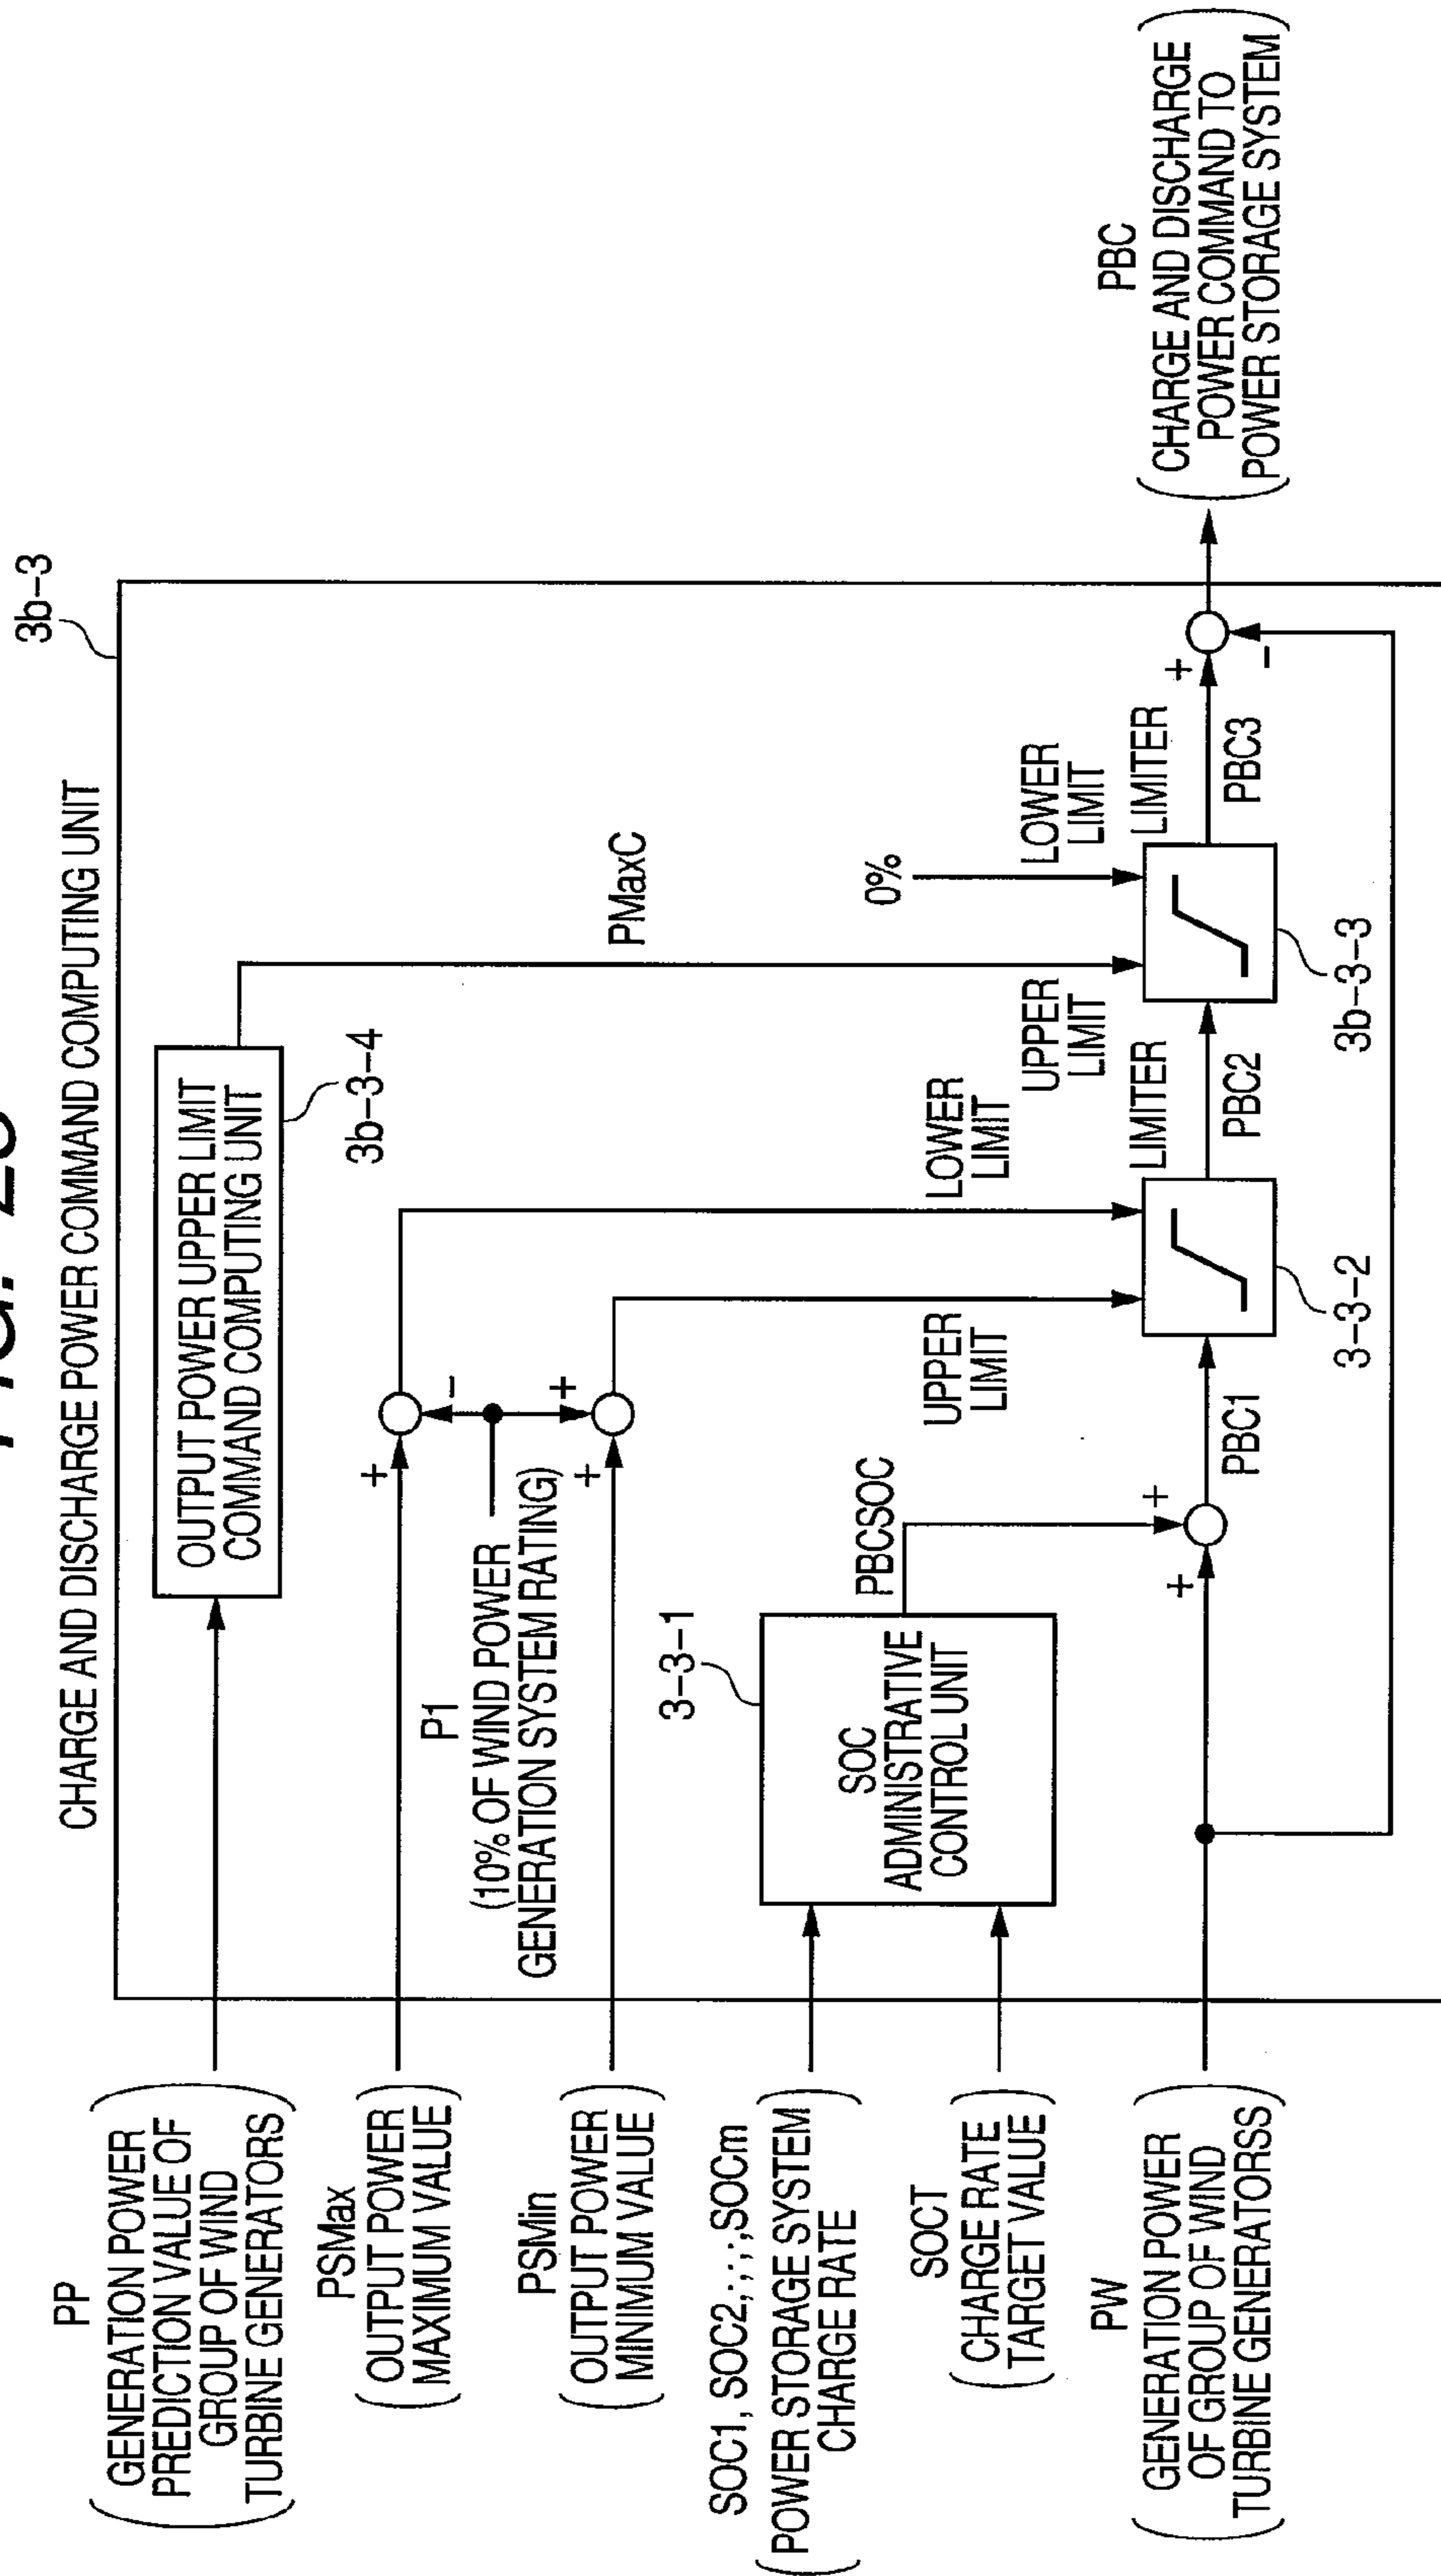 FIG. 23
3b-3
CHARGE AND DISCHARGE POWER COMMAND COMPUTING UNIT
PP
GENERATION POWER
PREDICTION VALUE OF
GROUP OF WIND
TURBINE GENERATORS
OUTPUT POWER UPPER LIMIT
COMMAND COMPUTING UNIT
3b-3-4
PMaxC
PSMax
OUTPUT POWER
MAXIMUM VALUE
+
-
P1
(10% OF WIND POWER
GENERATION SYSTEM RATING)
+
+
PSMin
OUTPUT POWER
MINIMUM VALUE
LOWER
LIMIT
UPPER
LIMIT
0%
LOWER
LIMIT
UPPER
LIMIT
SOC1, SOC2,;,;,;,SOCm
POWER STORAGE SYSTEM
CHARGE RATE
SOCT
CHARGE RATE
TARGET VALUE
3-3-1
SOC
ADMINISTRATIVE
CONTROL UNIT
PBCSOC
PW
GENERATION POWER
OF GROUP OF WIND
TURBINE GENERATORSS
+
+
PBC1
LIMITER
3-3-2
PBC2
LIMITER
3b-3-3
PBC3
+
-
PBC
CHARGE AND DISCHARGE
POWER COMMAND TO
POWER STORAGE SYSTEM